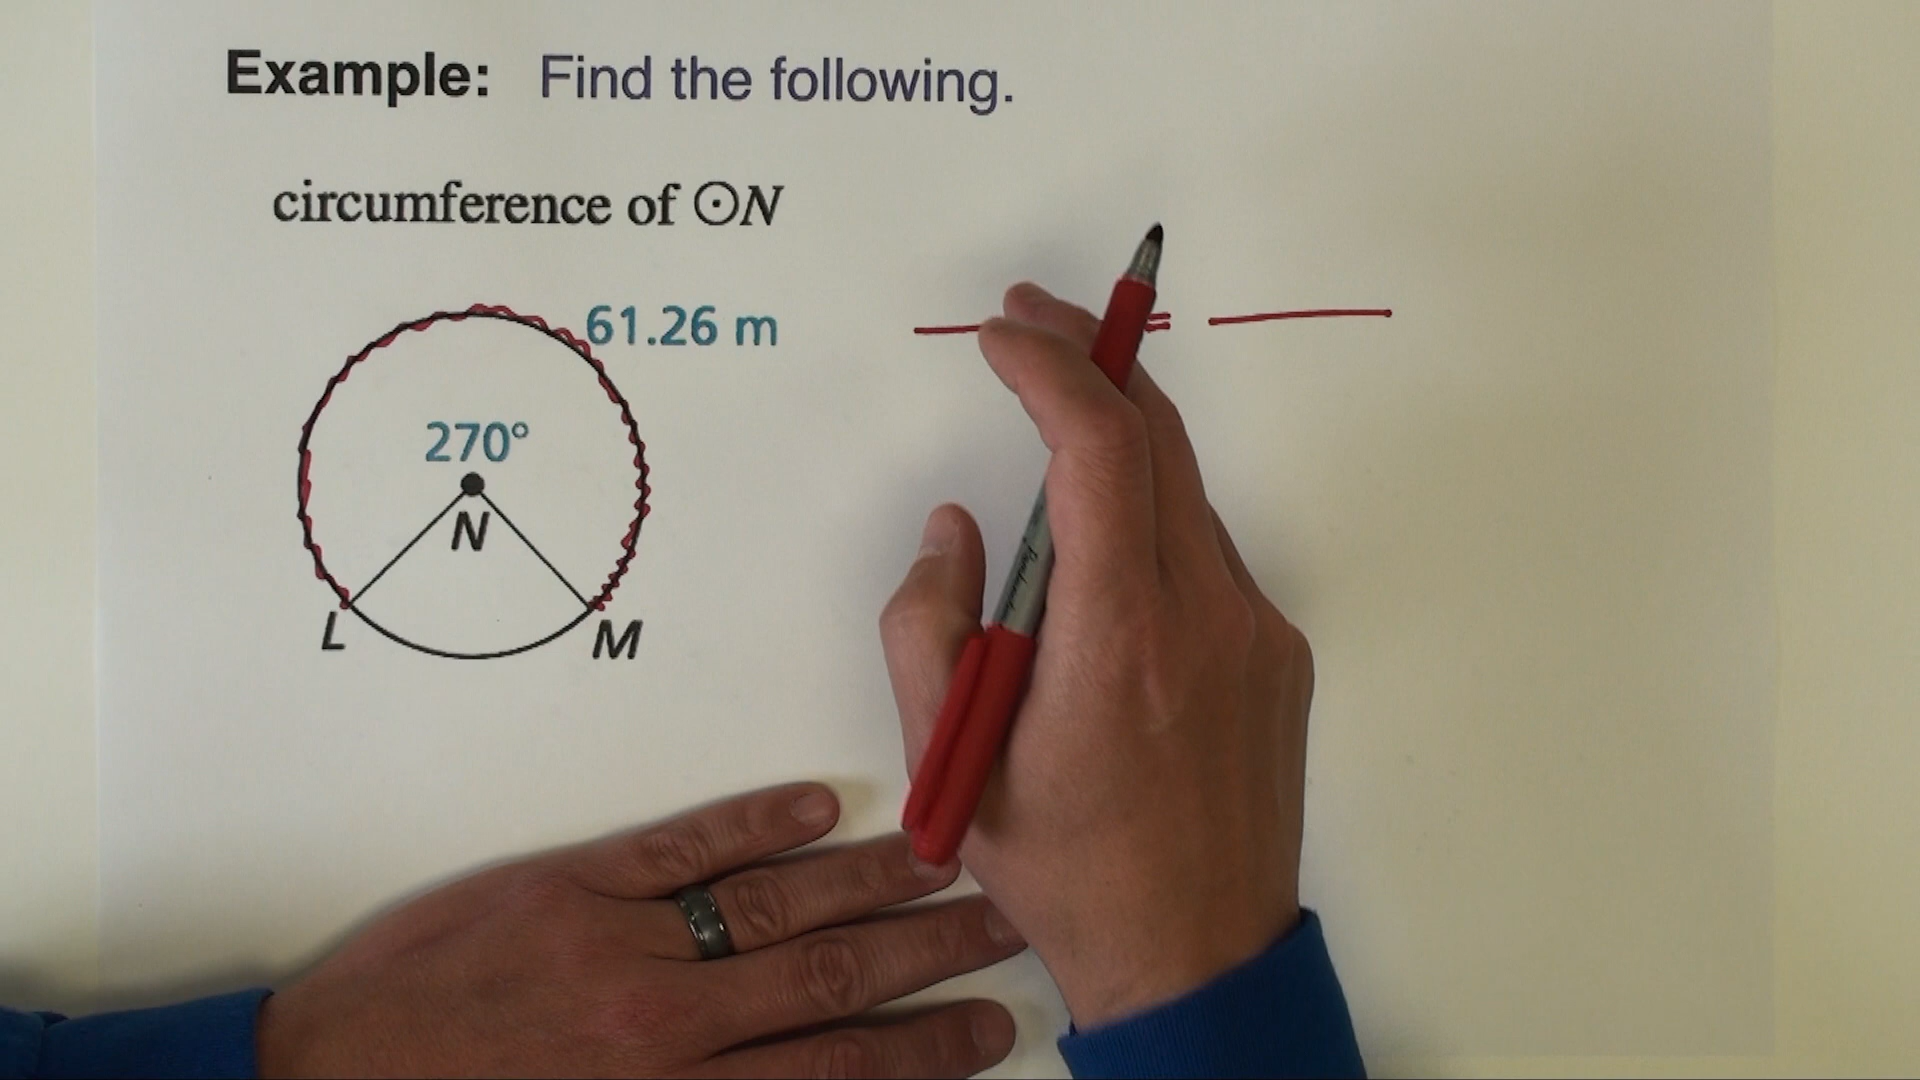 Example: Find the following.
circumference of ⊙N
61.26 m
270°
N
L
M
=